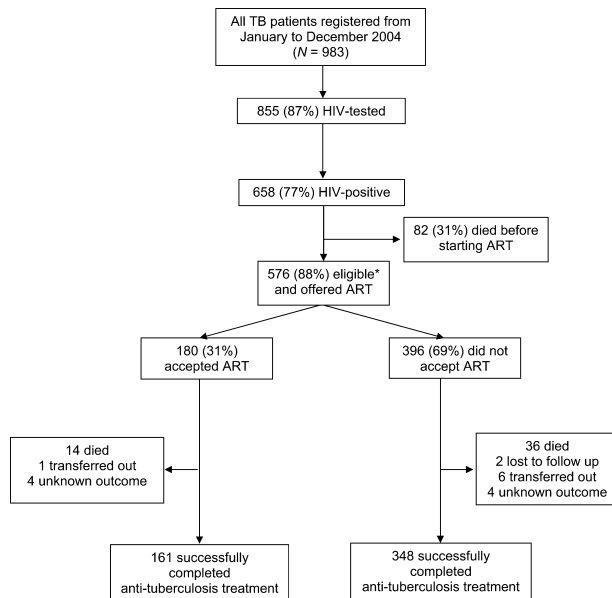 All TB patients registered from
January to December 2004
(N = 983)
855 (87%) HIV-tested
658 (77%) HIV-positive
82 (31%) died before
starting ART
576 (88%) eligible*
and offered ART
180 (31%)
accepted ART
396 (69%) did not
accept ART
14 died
1 transferred out
4 unknown outcome
36 died
2 lost to follow up
6 transferred out
4 unknown outcome
161 successfully
completed
anti-tuberculosis treatment
348 successfully
completed
anti-tuberculosis treatment